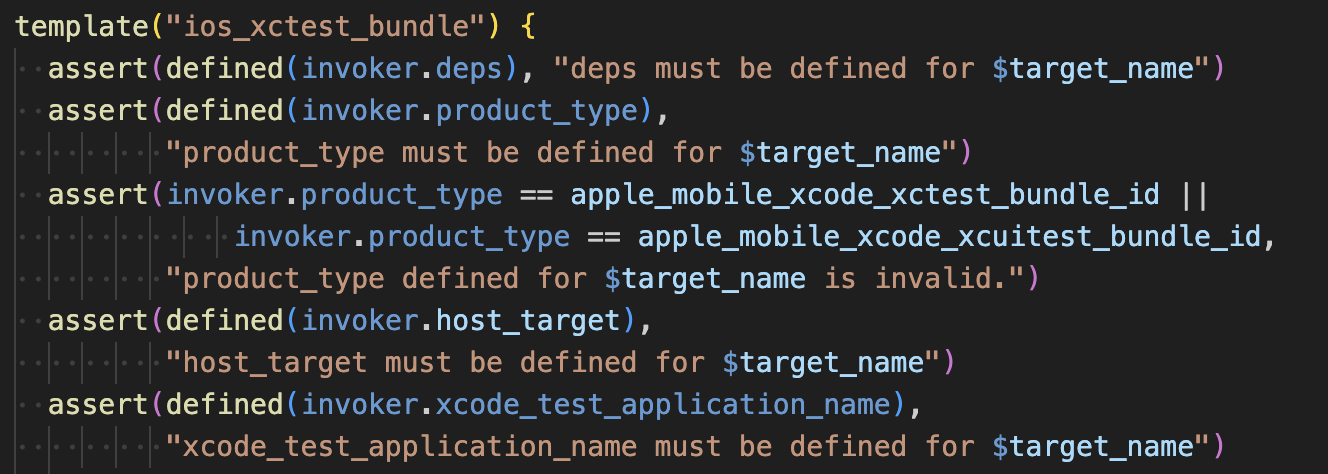 template("ios_xctest_bundle") {
  assert(defined(invoker.deps), "deps must be defined for $target_name")
  assert(defined(invoker.product_type),
         "product_type must be defined for $target_name")
  assert(invoker.product_type == apple_mobile_xcode_xctest_bundle_id ||
             invoker.product_type == apple_mobile_xcode_xcuitest_bundle_id,
         "product_type defined for $target_name is invalid.")
  assert(defined(invoker.host_target),
         "host_target must be defined for $target_name")
  assert(defined(invoker.xcode_test_application_name),
         "xcode_test_application_name must be defined for $target_name")